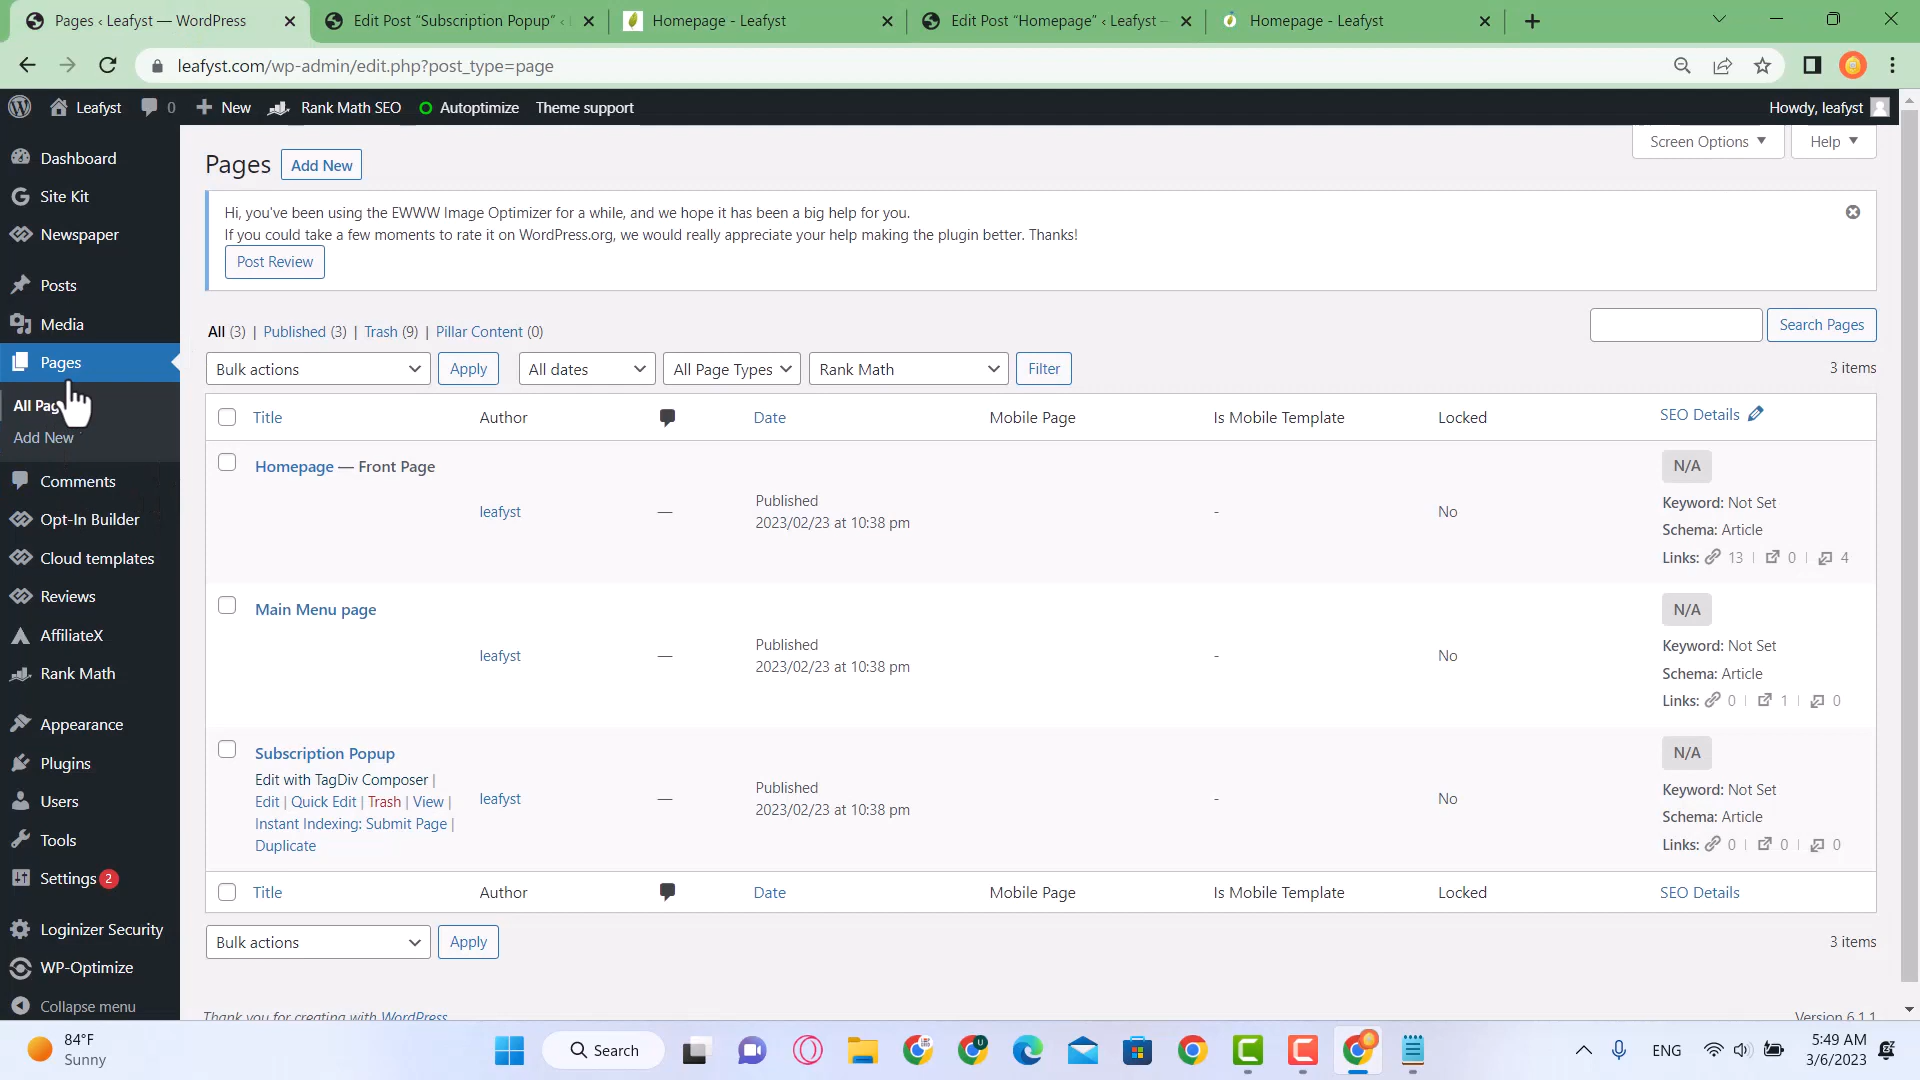 Pages ‹ Leafyst — WordPress
Edit Post “Subscription Popup” ‹ L
Homepage - Leafyst
Edit Post “Homepage” ‹ Leafyst —
Homepage - Leafyst
leafyst.com/wp-admin/edit.php?post_type=page
Leafyst 0 New Rank Math SEO Autoptimize Theme support Howdy, leafyst
Screen Options Help
Dashboard
Site Kit
Newspaper
Posts
Media
Pages
All Pag
Add New
Comments
Opt-In Builder
Cloud templates
Reviews
AffiliateX
Rank Math
Appearance
Plugins
Users
Tools
Settings 2
Loginizer Security
WP-Optimize
Collapse menu
Pages Add New
Hi, you've been using the EWWW Image Optimizer for a while, and we hope it has been a big help for you.
If you could take a few moments to rate it on WordPress.org, we would really appreciate your help making the plugin better. Thanks!
Post Review
All (3) | Published (3) | Trash (9) | Pillar Content (0)
Search Pages
Bulk actions Apply All dates All Page Types Rank Math Filter 3 items
Title Author Date Mobile Page Is Mobile Template Locked SEO Details
Homepage — Front Page
leafyst — Published
2023/02/23 at 10:38 pm
- No
N/A
Keyword: Not Set
Schema: Article
Links: 13 | 0 | 4
Main Menu page
leafyst — Published
2023/02/23 at 10:38 pm
- No
N/A
Keyword: Not Set
Schema: Article
Links: 0 | 1 | 0
Subscription Popup
Edit with TagDiv Composer |
Edit | Quick Edit | Trash | View |
Instant Indexing: Submit Page |
Duplicate
leafyst — Published
2023/02/23 at 10:38 pm
- No
N/A
Keyword: Not Set
Schema: Article
Links: 0 | 0 | 0
Title Author Date Mobile Page Is Mobile Template Locked SEO Details
Bulk actions Apply 3 items
Thank you for creating with WordPress
Version 6.1.1
84°F
Sunny
Search
ENG
5:49 AM
3/6/2023